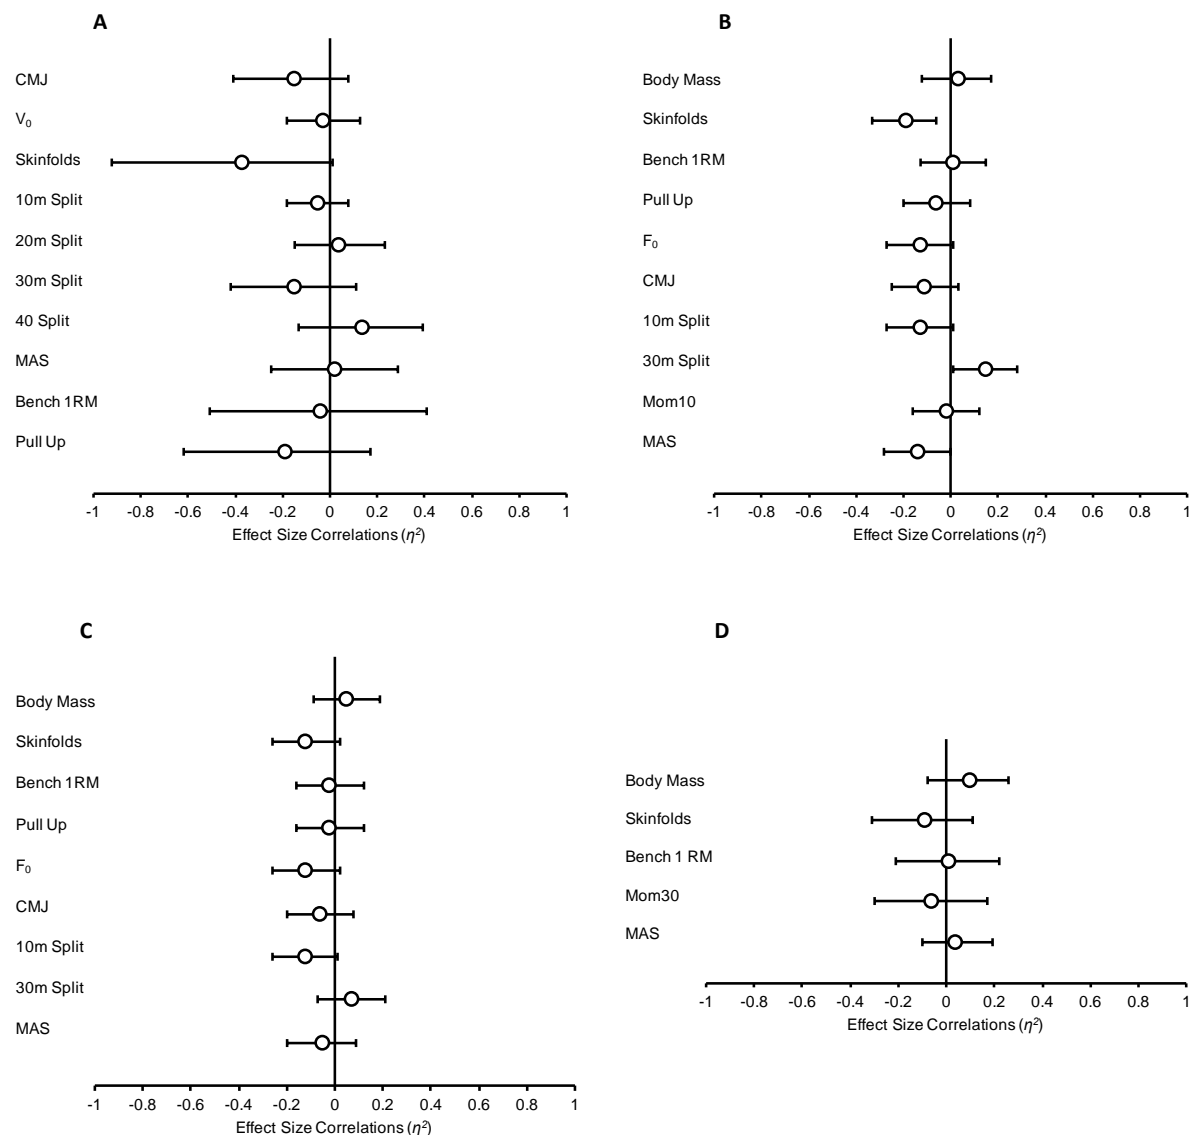 A
CMJ
V₀
Skinfolds
10m Split
20m Split
30m Split
40 Split
MAS
Bench 1RM
Pull Up
-1 -0.8 -0.6 -0.4 -0.2 0 0.2 0.4 0.6 0.8 1
Effect Size Correlations (η²)
B
Body Mass
Skinfolds
Bench 1RM
Pull Up
F₀
CMJ
10m Split
30m Split
Mom10
MAS
-1 -0.8 -0.6 -0.4 -0.2 0 0.2 0.4 0.6 0.8 1
Effect Size Correlations (η²)
C
Body Mass
Skinfolds
Bench 1RM
Pull Up
F₀
CMJ
10m Split
30m Split
MAS
-1 -0.8 -0.6 -0.4 -0.2 0 0.2 0.4 0.6 0.8 1
Effect Size Correlations (η²)
D
Body Mass
Skinfolds
Bench 1 RM
Mom30
MAS
-1 -0.8 -0.6 -0.4 -0.2 0 0.2 0.4 0.6 0.8 1
Effect Size Correlations (η²)